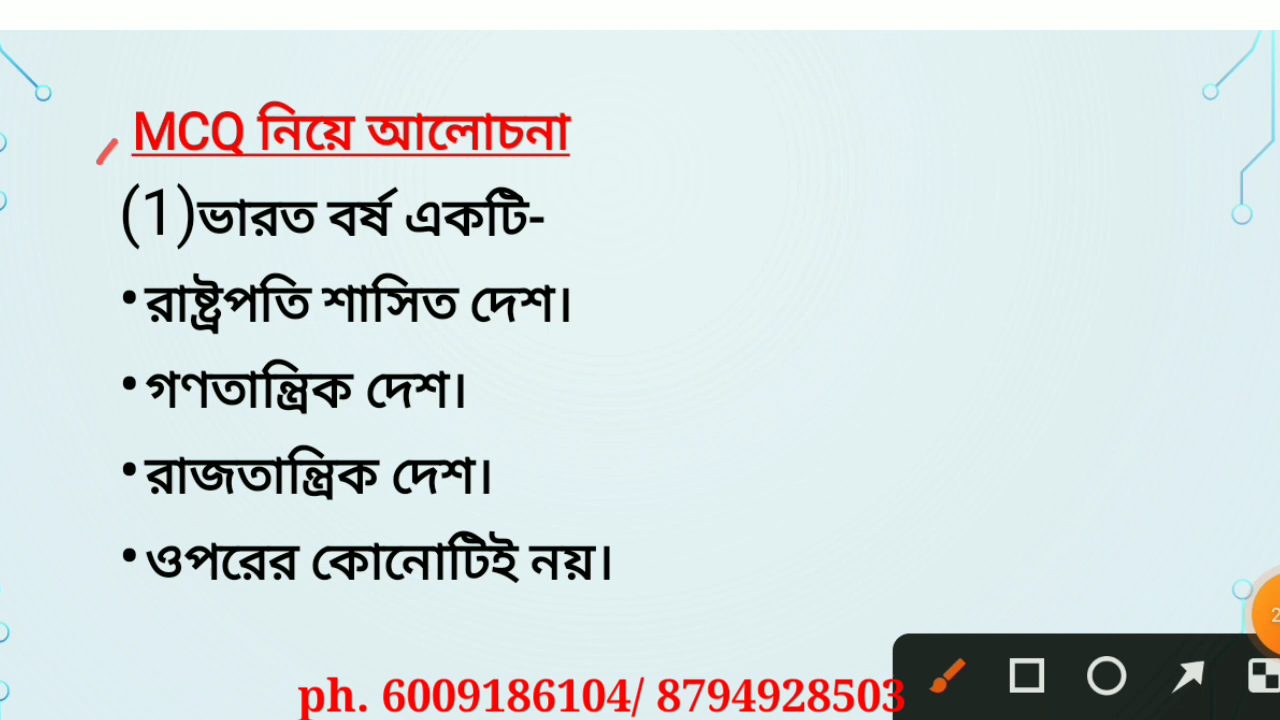 MCQ নিয়ে আলোচনা
(1)ভারত বর্ষ একটি-
•রাষ্ট্রপতি শাসিত দেশ।
•গণতান্ত্রিক দেশ।
•রাজতান্ত্রিক দেশ।
•ওপরের কোনোটিই নয়।
ph. 6009186104/ 8794928503